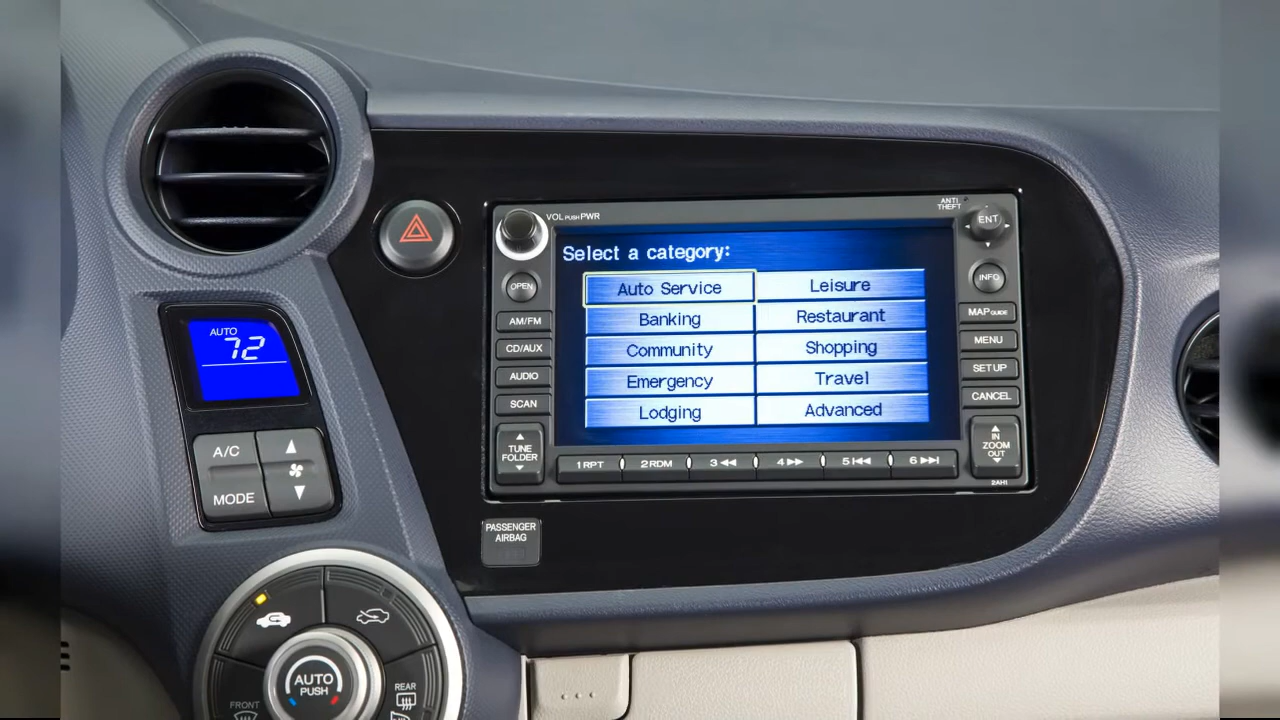 VOL PUSH PWR
ANTI
THEFT
ENT
Select a category:
OPEN
INFO
Auto Service
Leisure
AM/FM
Banking
Restaurant
MAP GUIDE
AUTO
72
CD/AUX
Community
Shopping
MENU
AUDIO
Emergency
Travel
SETUP
SCAN
Lodging
Advanced
CANCEL
TUNE
FOLDER
IN
ZOOM
OUT
A/C
MODE
1 RPT
2 RDM
3 ◀◀
4 ▶▶
5 I◀◀
6 ▶▶I
2AH1
PASSENGER
AIRBAG
AUTO
PUSH
FRONT
REAR